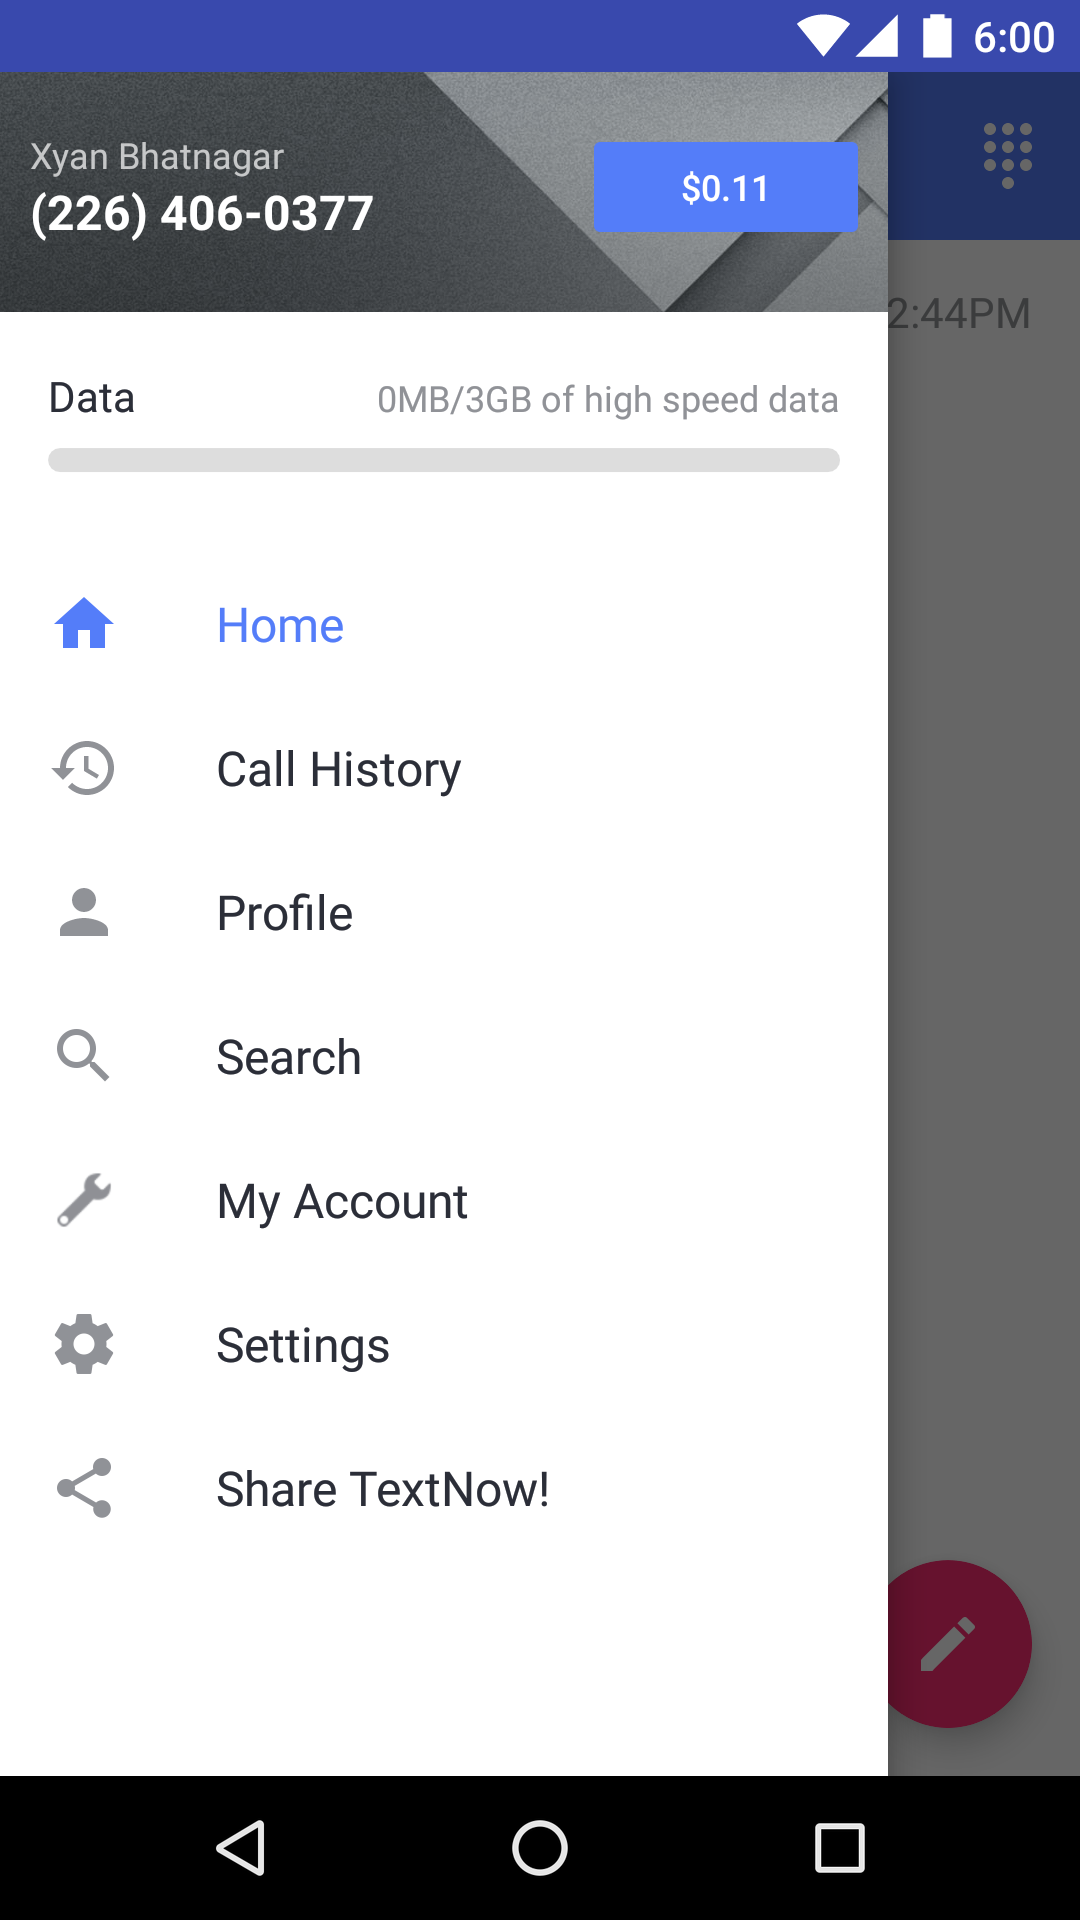 6:00
Xyan Bhatnagar
(226) 406-0377
$0.11
2:44PM
Data
0MB/3GB of high speed data
Home
Call History
Profile
Search
My Account
Settings
Share TextNow!